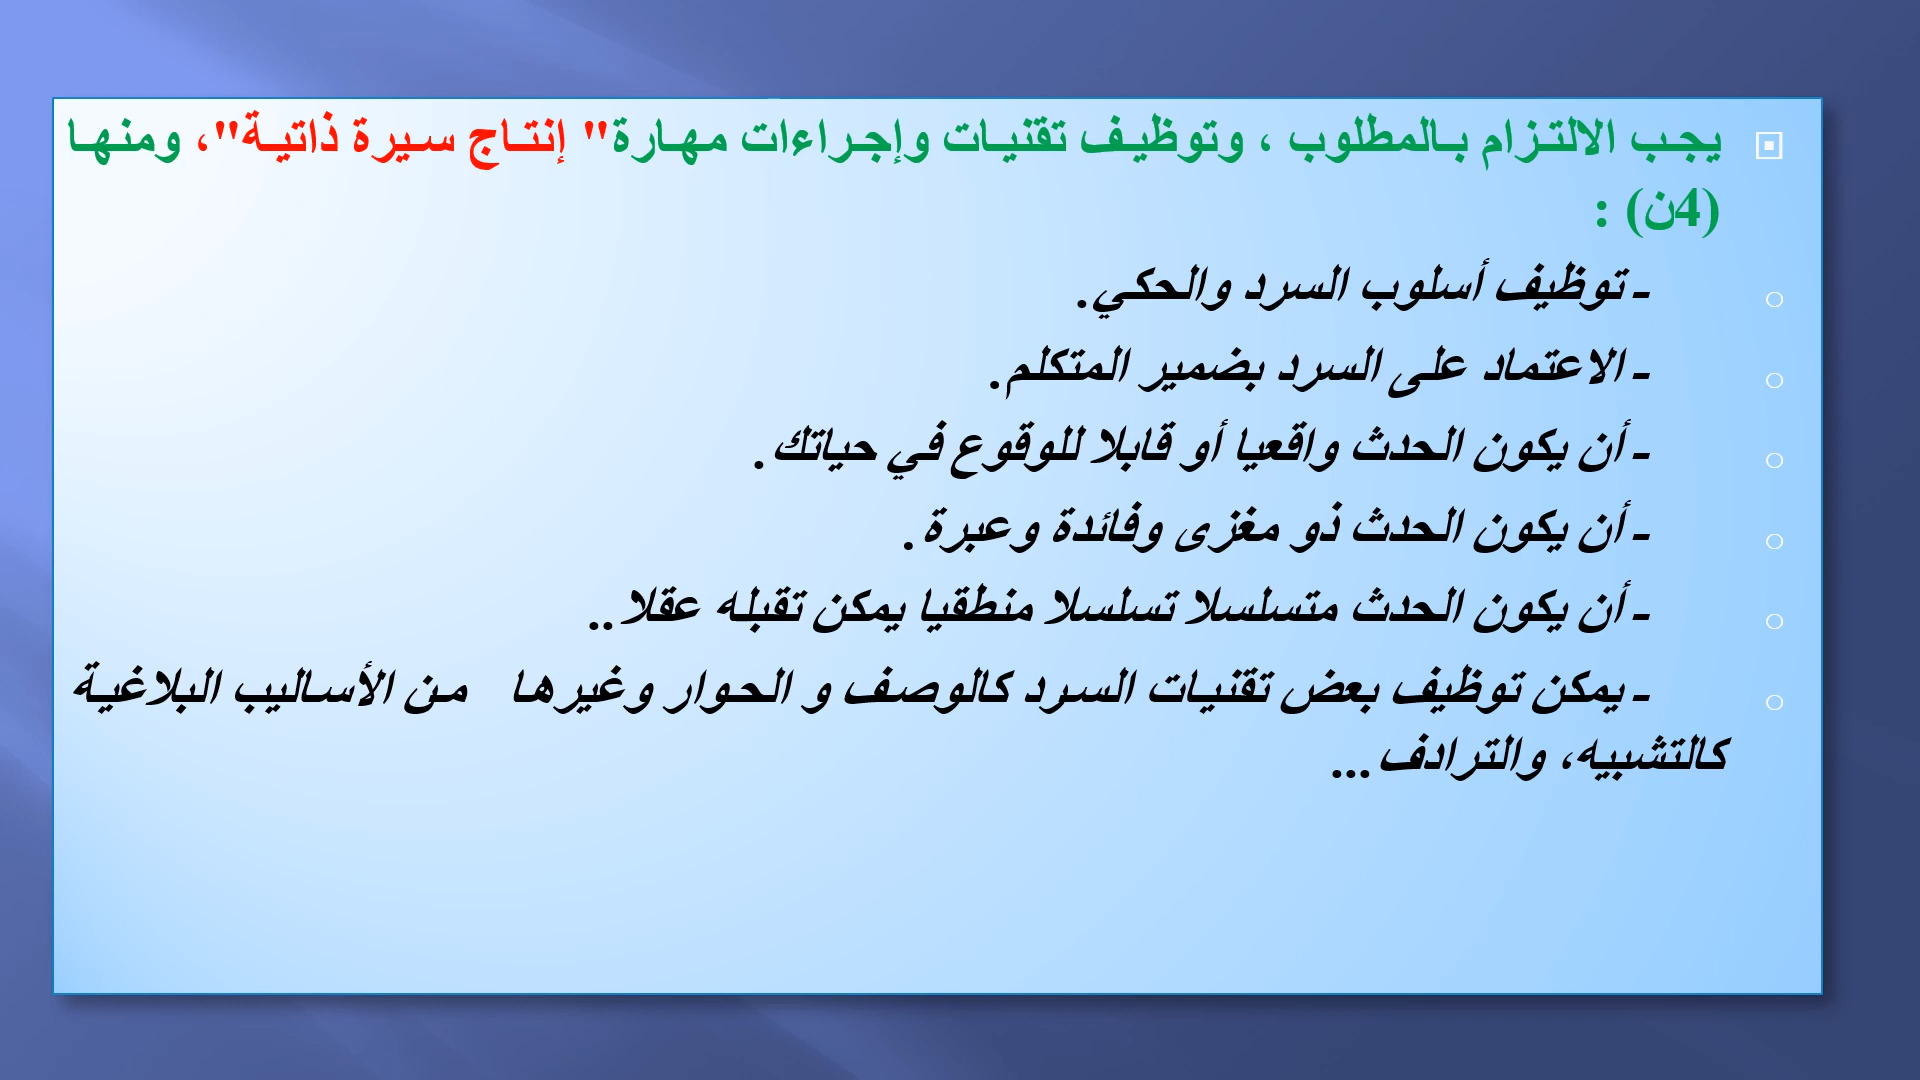 يجب الالتزام بالمطلوب ، وتوظيف تقنيات وإجراءات مهارة" إنتاج سيرة ذاتية"، ومنها
(4ن) :
ـ توظيف أسلوب السرد والحكي.
ـ الاعتماد على السرد بضمير المتكلم.
ـ أن يكون الحدث واقعيا أو قابلا للوقوع في حياتك.
ـ أن يكون الحدث ذو مغزى وفائدة وعبرة.
ـ أن يكون الحدث متسلسلا تسلسلا منطقيا يمكن تقبله عقلا..
ـ يمكن توظيف بعض تقنيات السرد كالوصف و الحوار وغيرها من الأساليب البلاغية
كالتشبيه، والترادف...